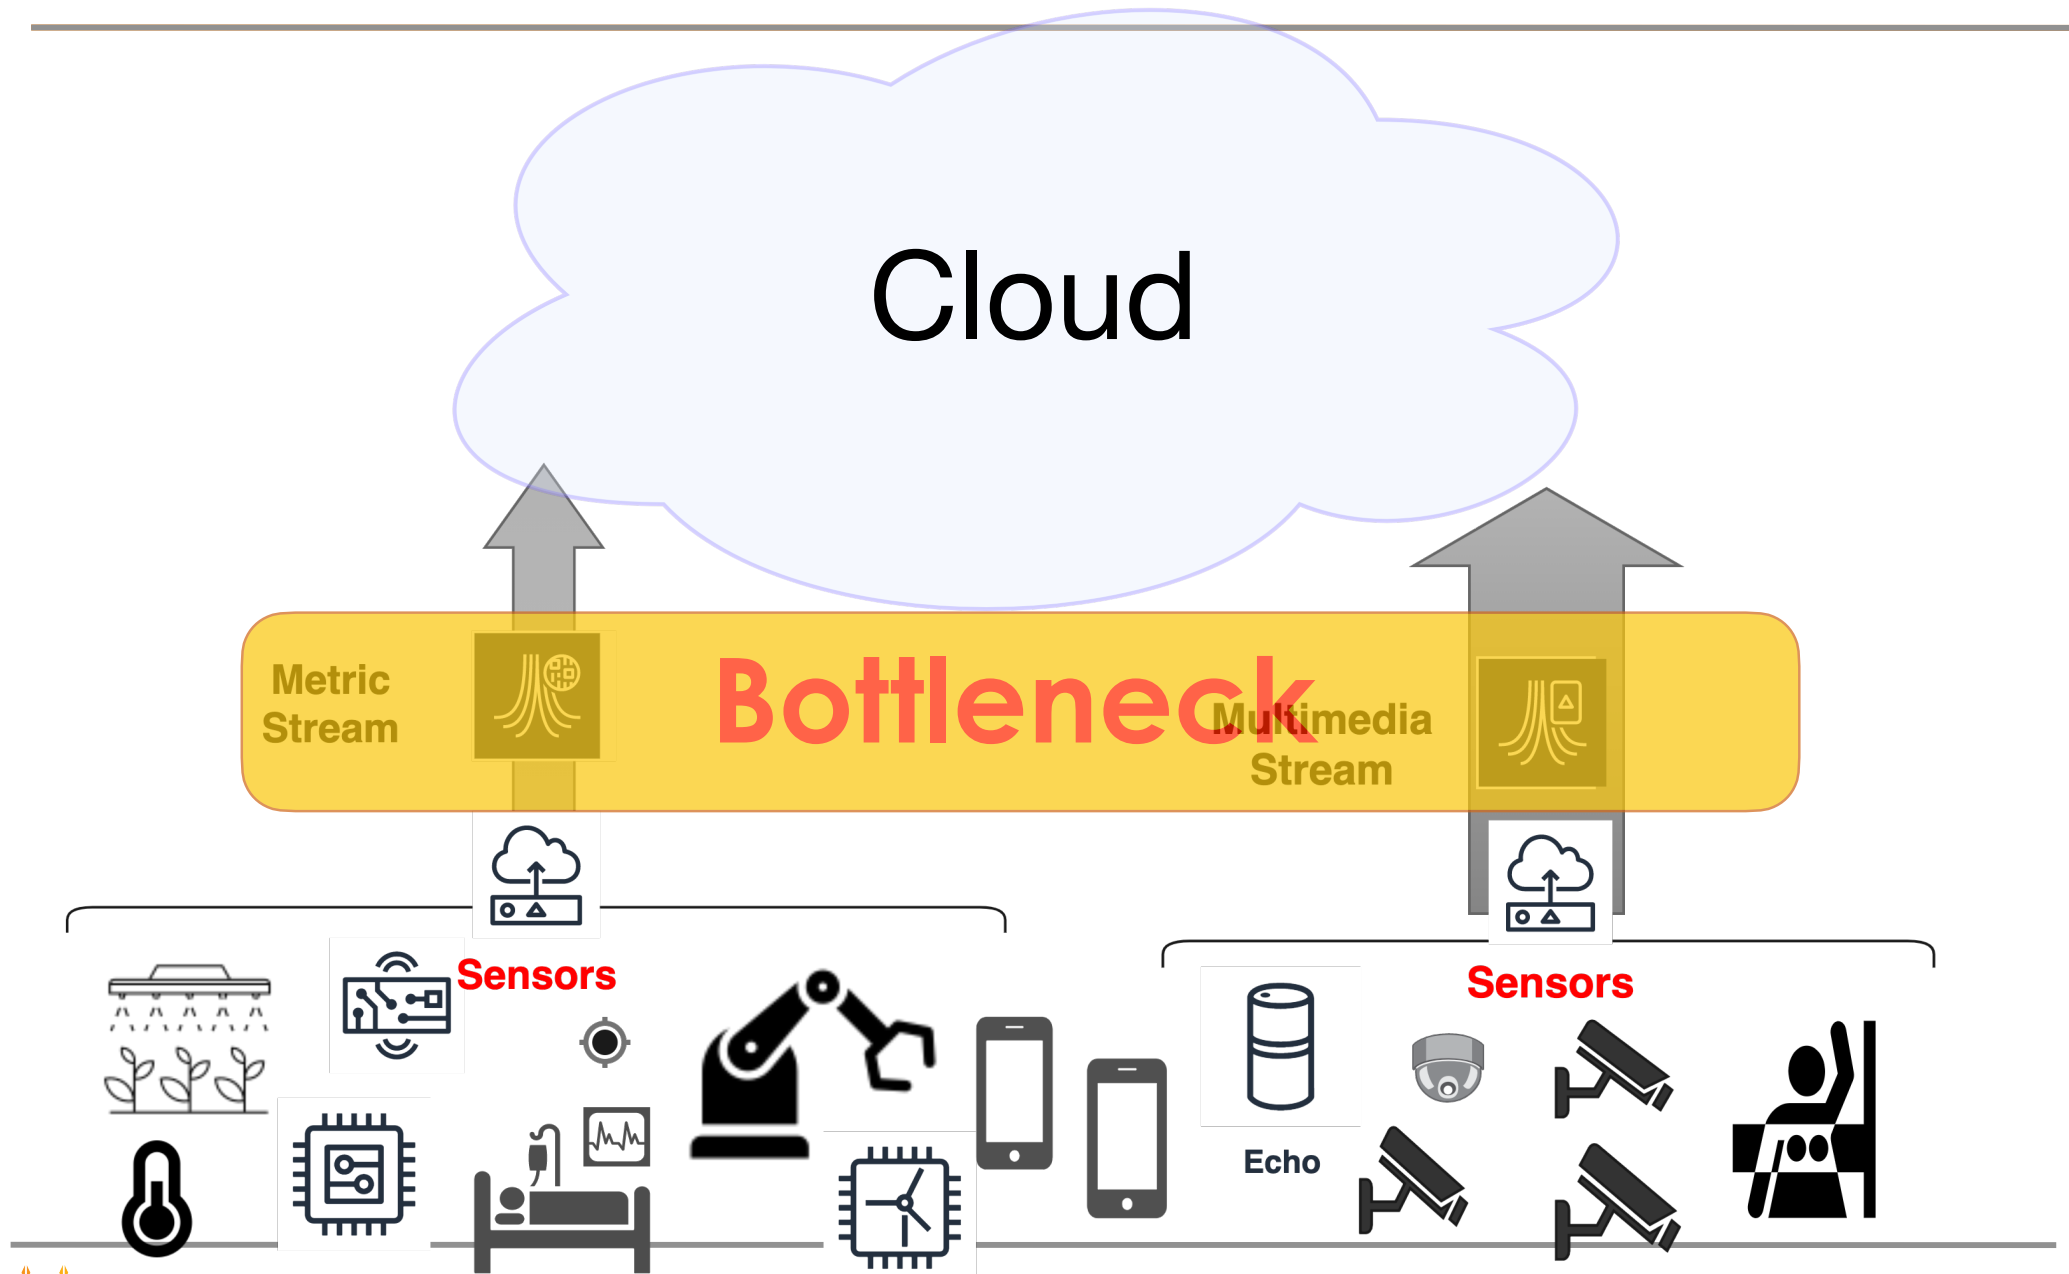 Cloud
Metric
Stream
Bottleneck
Multimedia
Stream
Sensors
Sensors
Echo